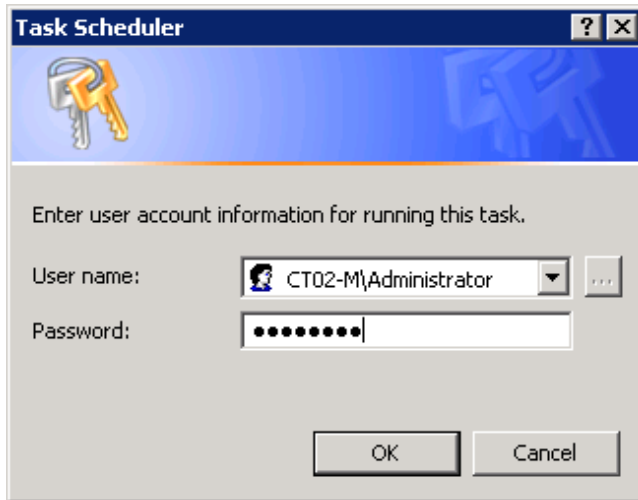 Task Scheduler
Enter user account information for running this task.
User name: CT02-M\Administrator ...
Password: ●●●●●●●●
OK Cancel